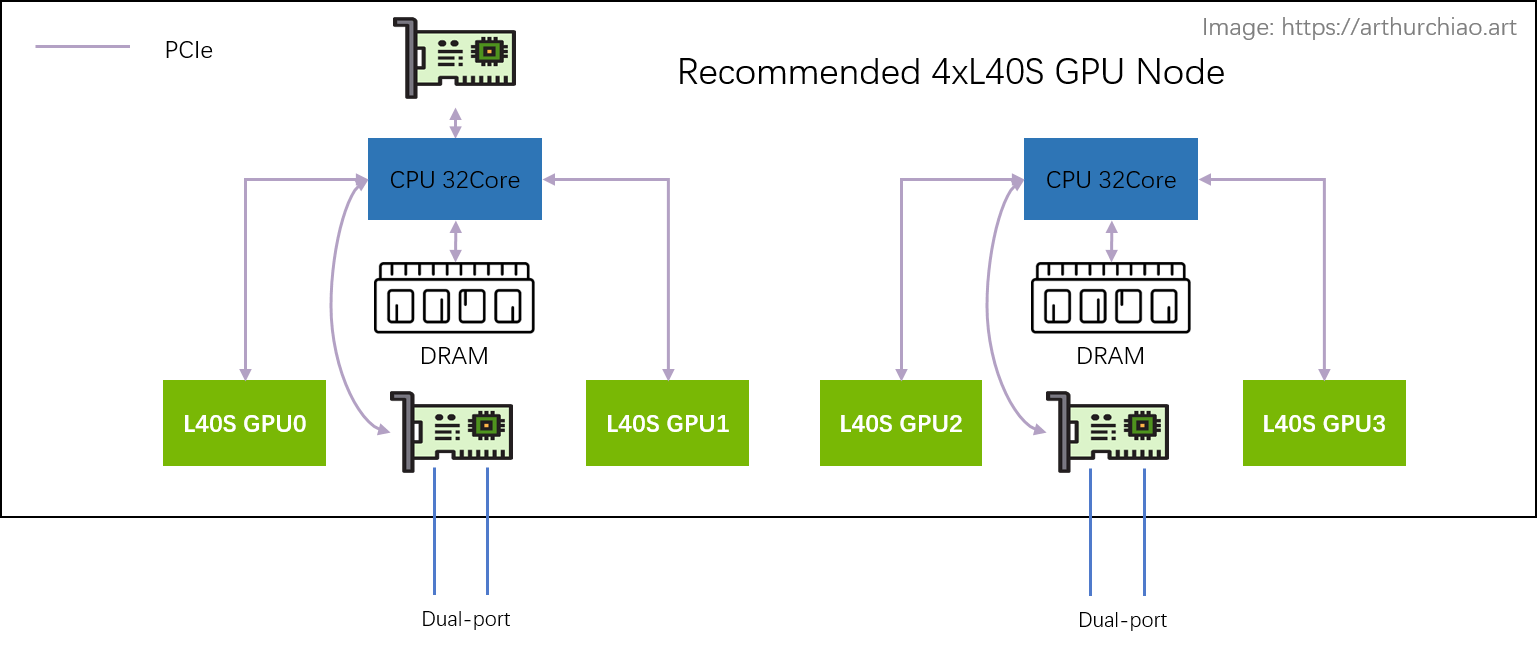 Image: https://arthurchiao.art
PCIe
Recommended 4xL40S GPU Node
CPU 32Core
CPU 32Core
DRAM
DRAM
L40S GPU0
L40S GPU1
L40S GPU2
L40S GPU3
Dual-port
Dual-port